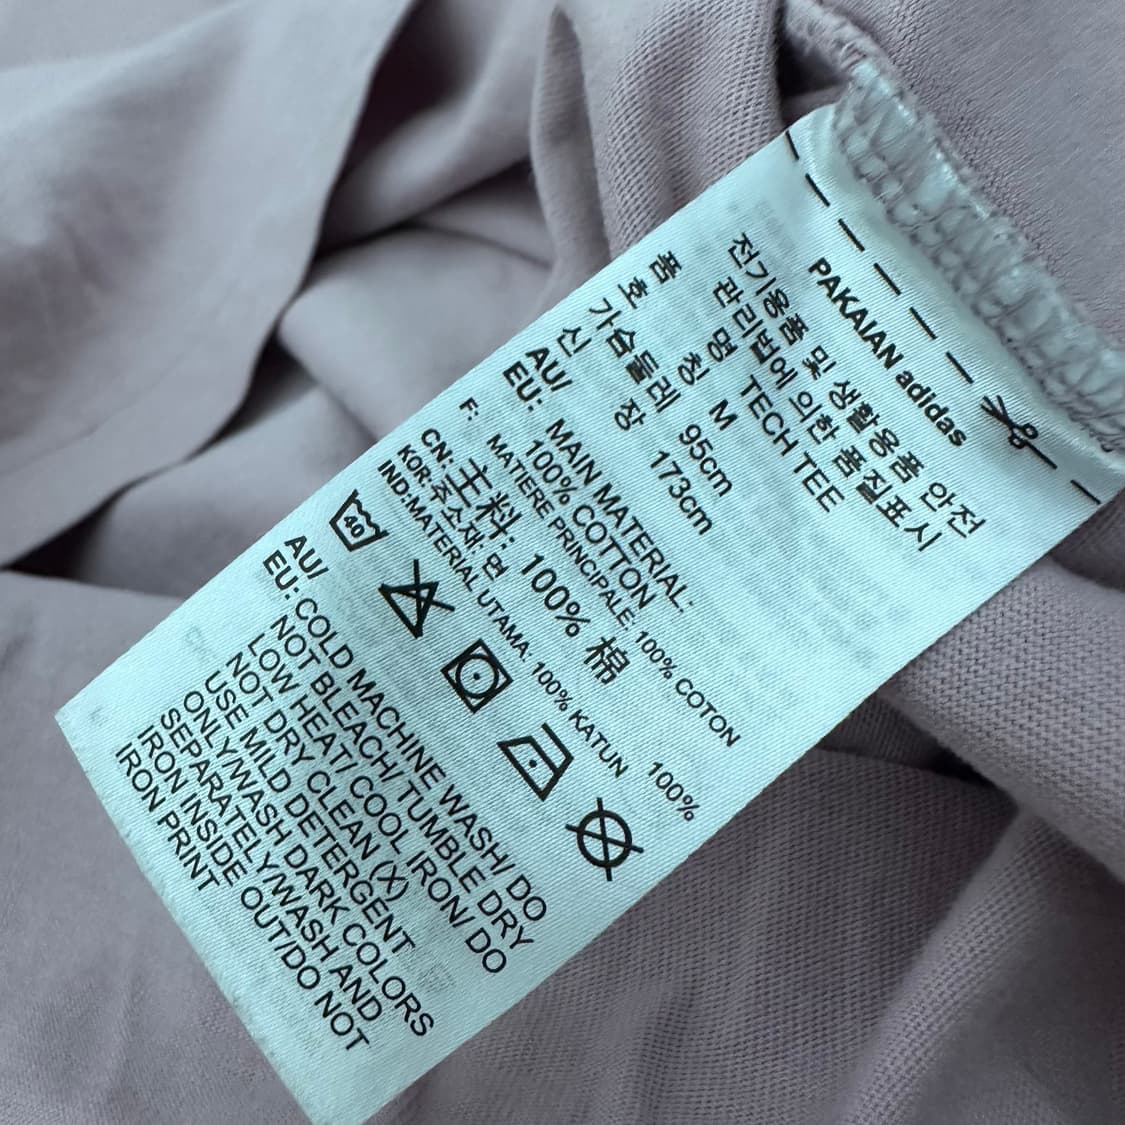 PAKAIAN adidas
전기용품 및 생활용품 안전
관리법에 의한 품질표시
품 명 TECH TEE
호 칭 M
가슴둘레 95cm
신 장 173cm
AU/
EU: MAIN MATERIAL:
100% COTTON
F: MATIERE PRINCIPALE: 100% COTON
CN: 主料: 100% 棉
KOR:주소재: 면 100%
IND:MATERIAL UTAMA: 100% KATUN
40
AU/
EU: COLD MACHINE WASH/ DO
NOT BLEACH/ TUMBLE DRY
LOW HEAT/ COOL IRON/ DO
NOT DRY CLEAN (X)
USE MILD DETERGENT
ONLY/WASH DARK COLORS
SEPARATELY/WASH AND
IRON INSIDE OUT/DO NOT
IRON PRINT